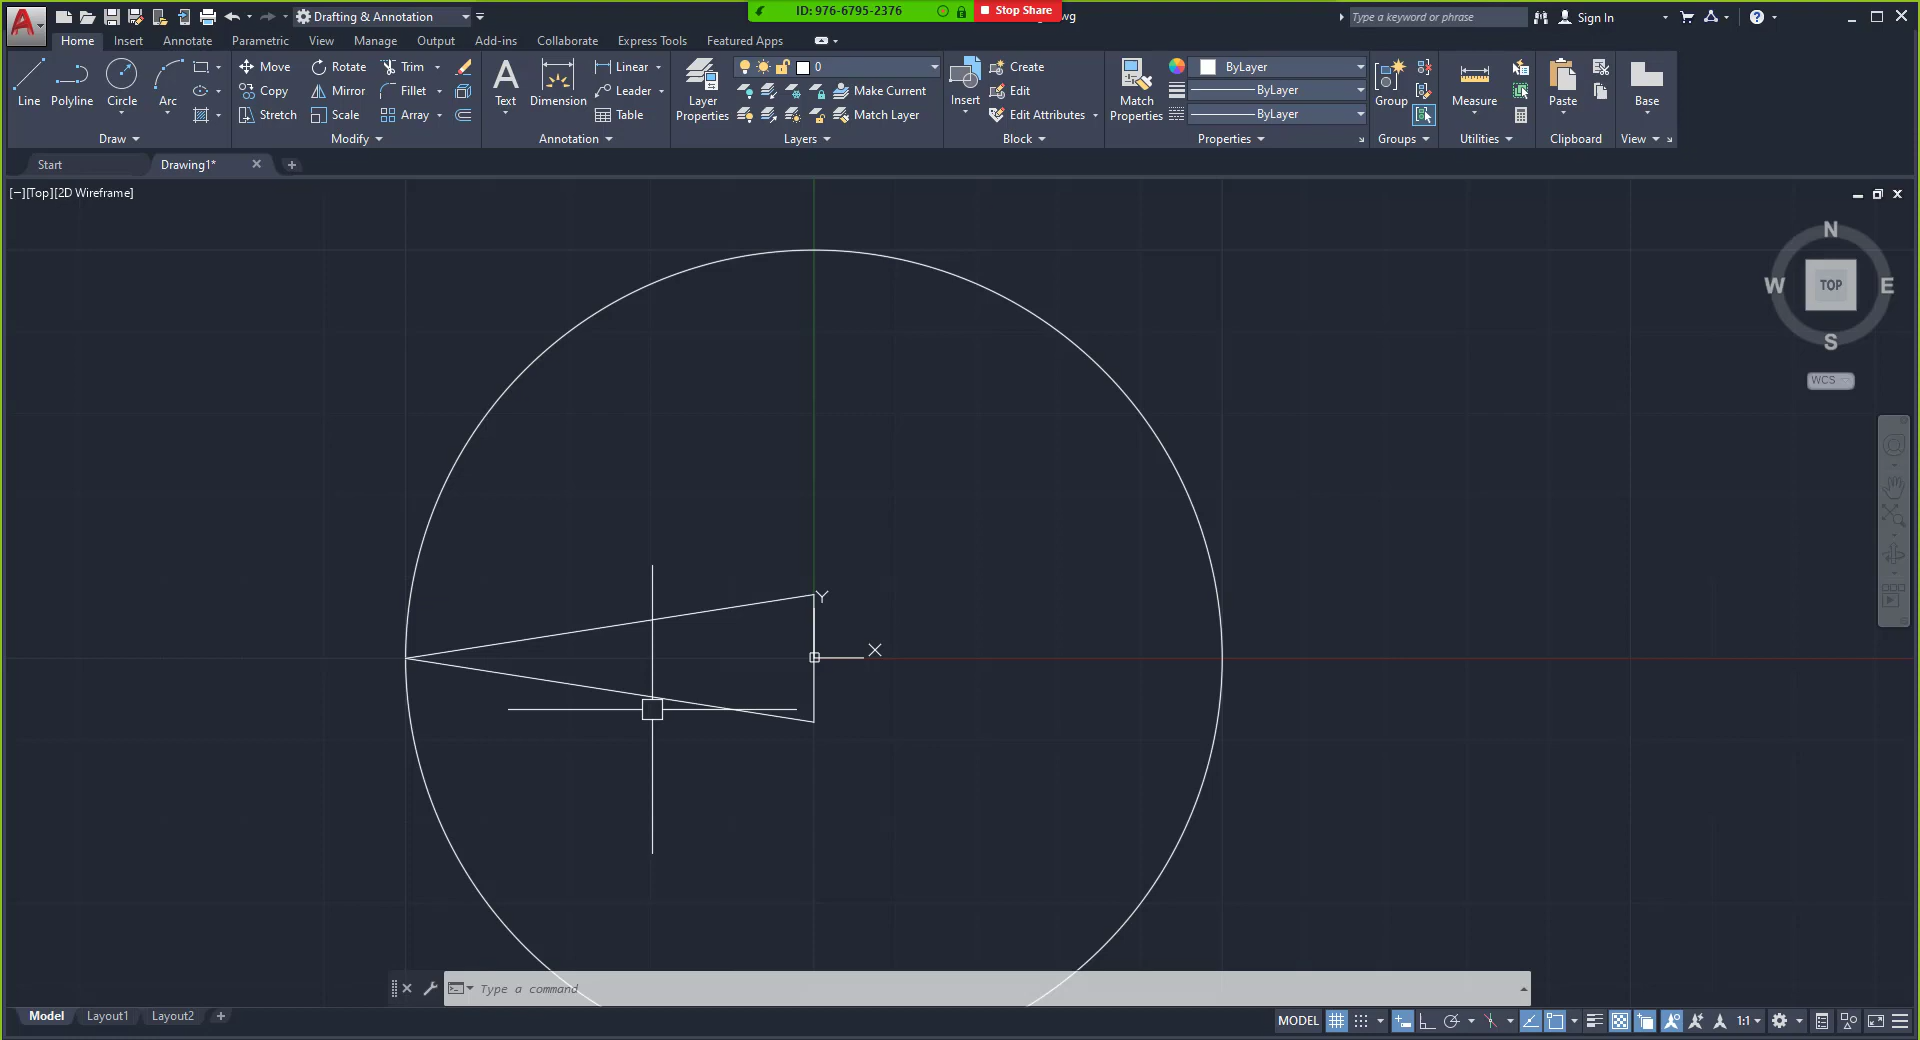 Drafting & Annotation
ID: 976-6795-2376
Stop Share
wg
Type a keyword or phrase
Sign In
Home Insert Annotate Parametric View Manage Output Add-ins Collaborate Express Tools Featured Apps
Line Polyline Circle Arc
Draw
Move Rotate Trim
Copy Mirror Fillet
Stretch Scale Array
Modify
Text Dimension
Linear
Leader
Table
Annotation
Layer Properties
0
Make Current
Match Layer
Layers
Insert
Create
Edit
Edit Attributes
Block
Match Properties
ByLayer
ByLayer
ByLayer
Properties
Group
Groups
Measure
Utilities
Paste
Clipboard
Base
View
Start Drawing1*
[−][Top][2D Wireframe]
N
W TOP E
S
WCS
Y
X
Type a command
Model Layout1 Layout2
MODEL 1:1